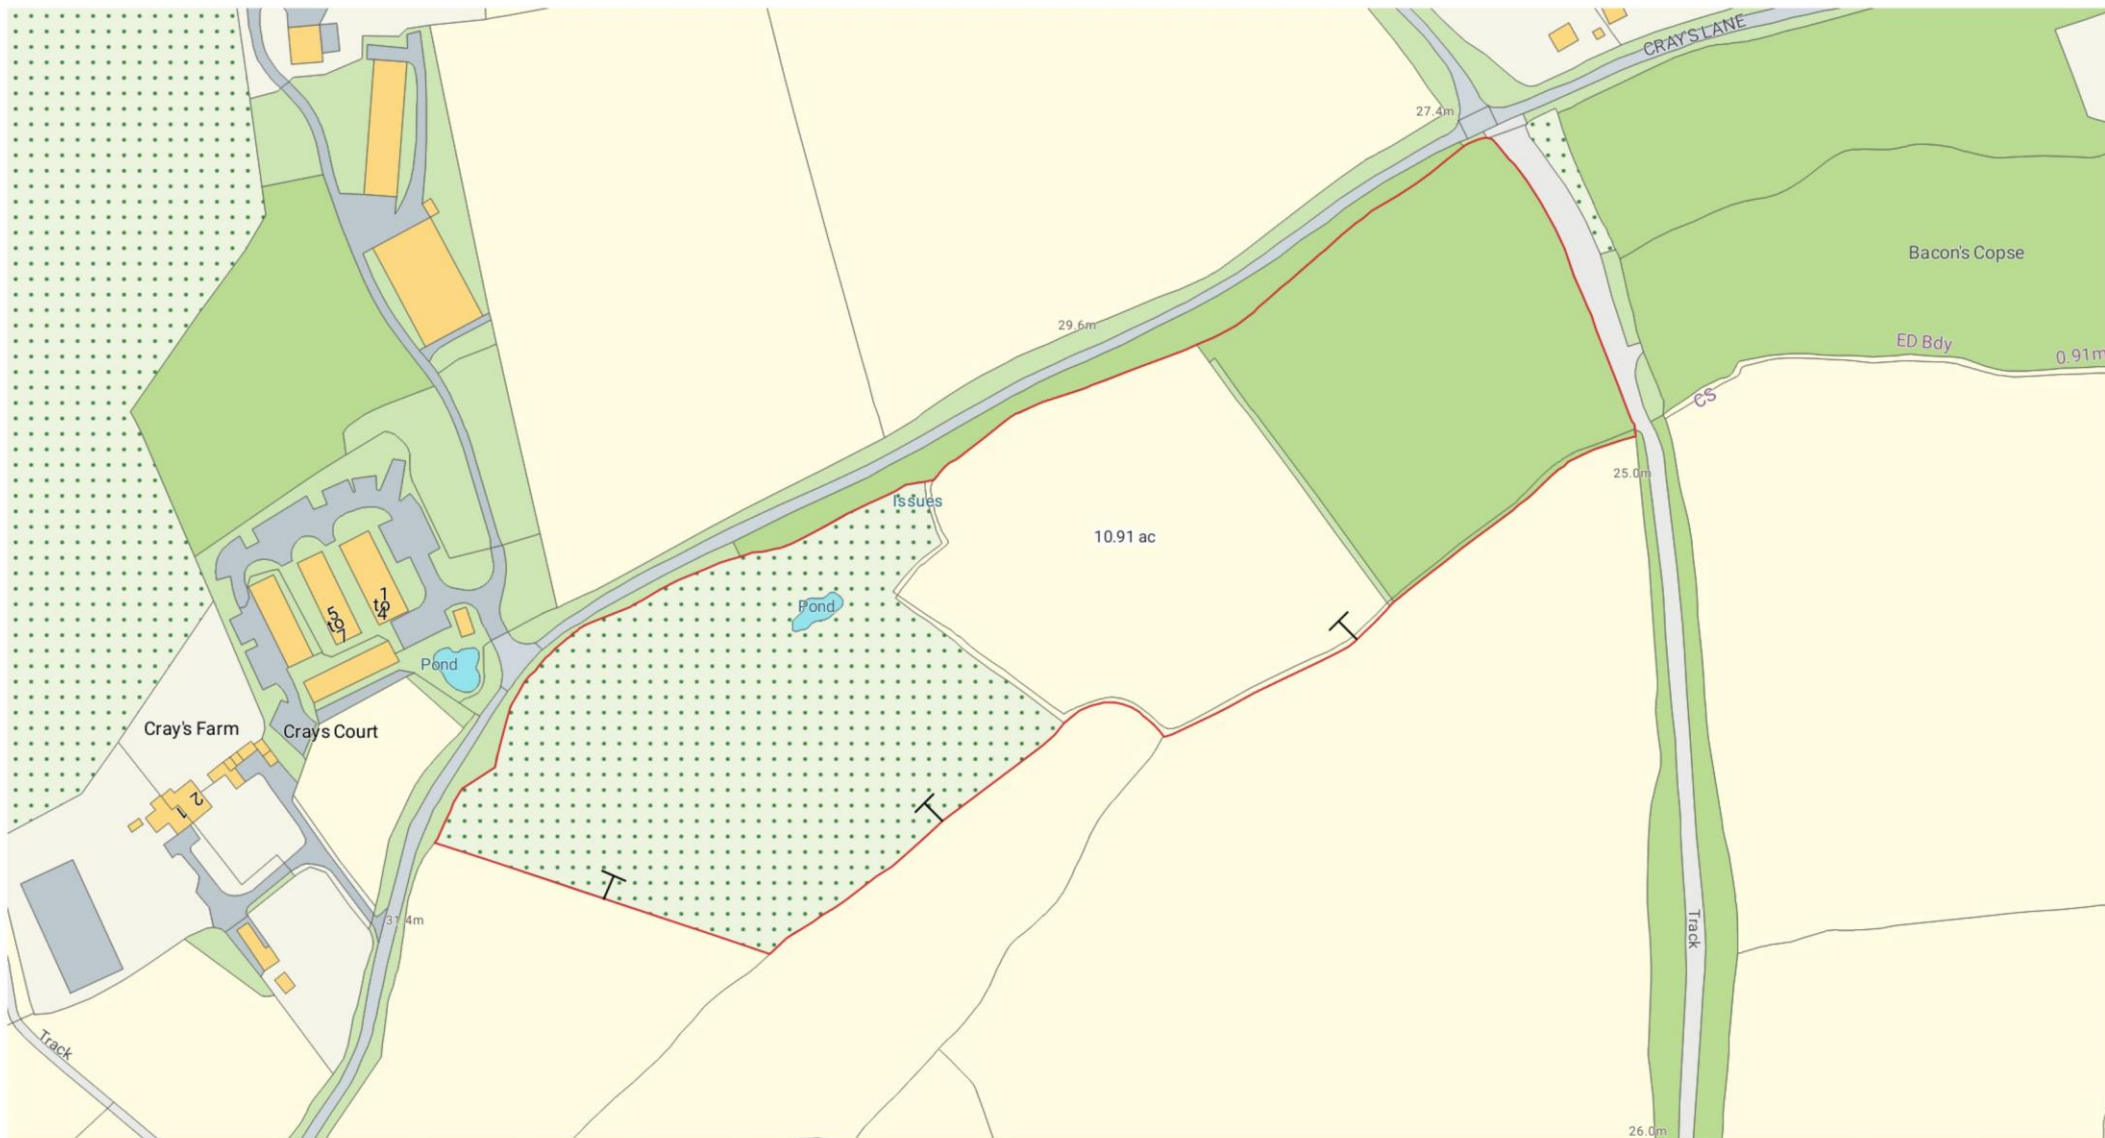 CRAY'S LANE
27.4m
Bacon's Copse
29.6m
ED Bdy
0.91m
CS
25.0m
Issues
10.91 ac
Pond
1
to
4
5
to
7
Pond
Cray's Farm
Crays Court
2
1
31.4m
Track
Track
26.0m